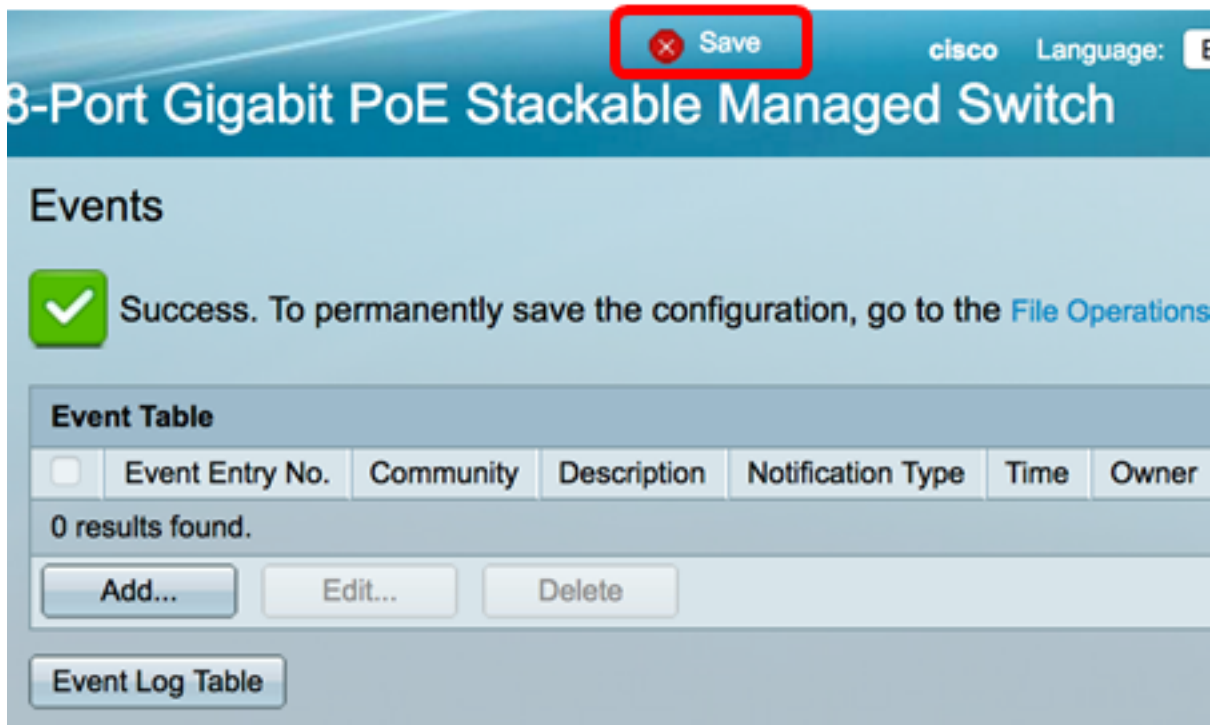 Save cisco Language:
8-Port Gigabit PoE Stackable Managed Switch
Events
Success. To permanently save the configuration, go to the File Operations
Event Table
Event Entry No. Community Description Notification Type Time Owner
0 results found.
Add... Edit... Delete
Event Log Table